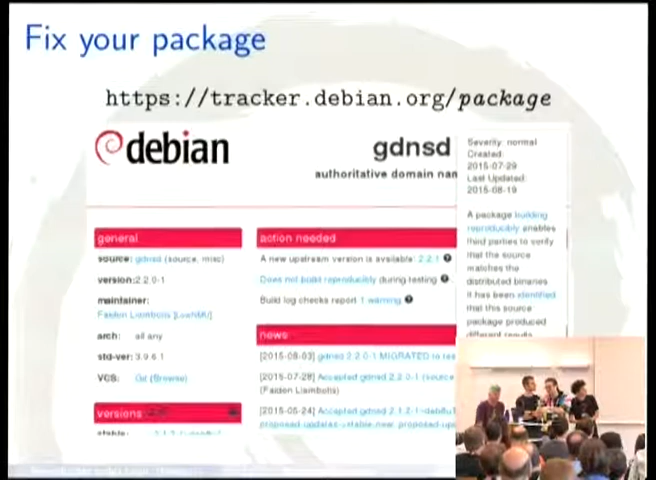 Fix your package
https://tracker.debian.org/package
debian
gdnsd
authoritative domain nam
general
source: gdnsd (source, misc)
version:2.2.0-1
maintainer:
Faidon Liambotis
arch: all any
std-ver: 3.9.6.1
VCS: Git (Browse)
versions
action needed
A new upstream version is available: 2.2.1
Does not build reproducibly during testing
Build log checks report 1 warning
news
[2015-08-03] gdnsd 2.2.0-1 MIGRATED to tes
[2015-07-28] Accepted gdnsd 2.2.0-1 (source
(Faidon Liambotis)
[2015-05-24] Accepted gdnsd
Severity: normal
Created:
2015-07-29
Last Updated:
2015-08-19
A package building
reproducibly enables
third parties to verify
that the source
matches the
distributed binaries
It has been identified
that this source
package produced
different results